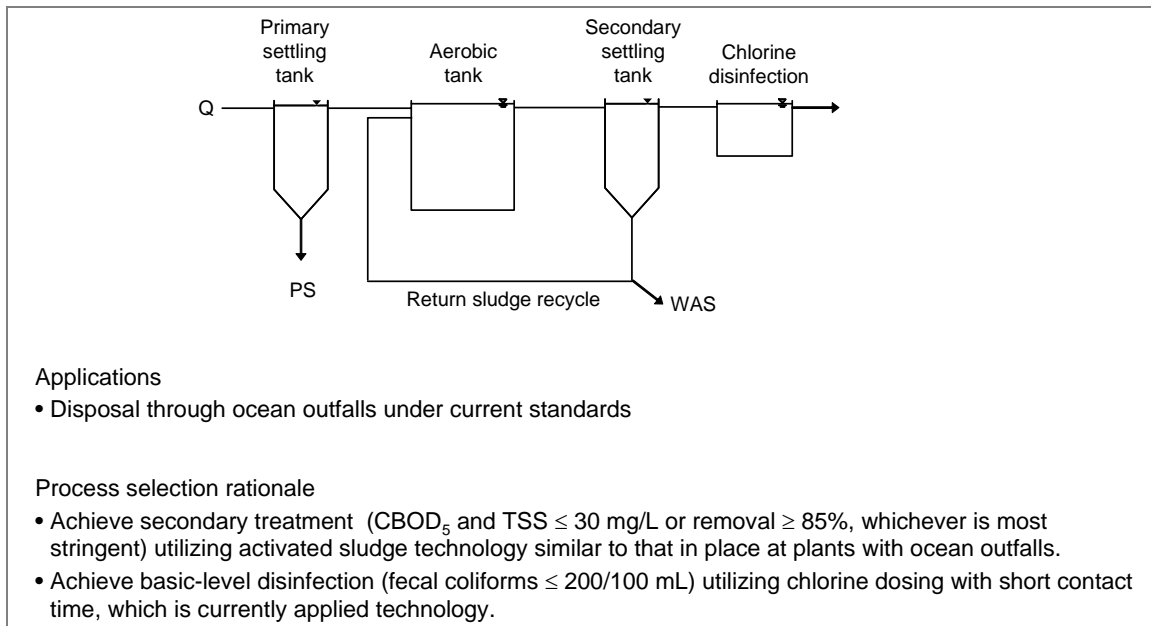 Primary
settling
tank
Aerobic
tank
Secondary
settling
tank
Chlorine
disinfection
Q
PS
Return sludge recycle
WAS
Applications
• Disposal through ocean outfalls under current standards
Process selection rationale
• Achieve secondary treatment (CBOD₅ and TSS ≤ 30 mg/L or removal ≥ 85%, whichever is most
stringent) utilizing activated sludge technology similar to that in place at plants with ocean outfalls.
• Achieve basic-level disinfection (fecal coliforms ≤ 200/100 mL) utilizing chlorine dosing with short contact
time, which is currently applied technology.